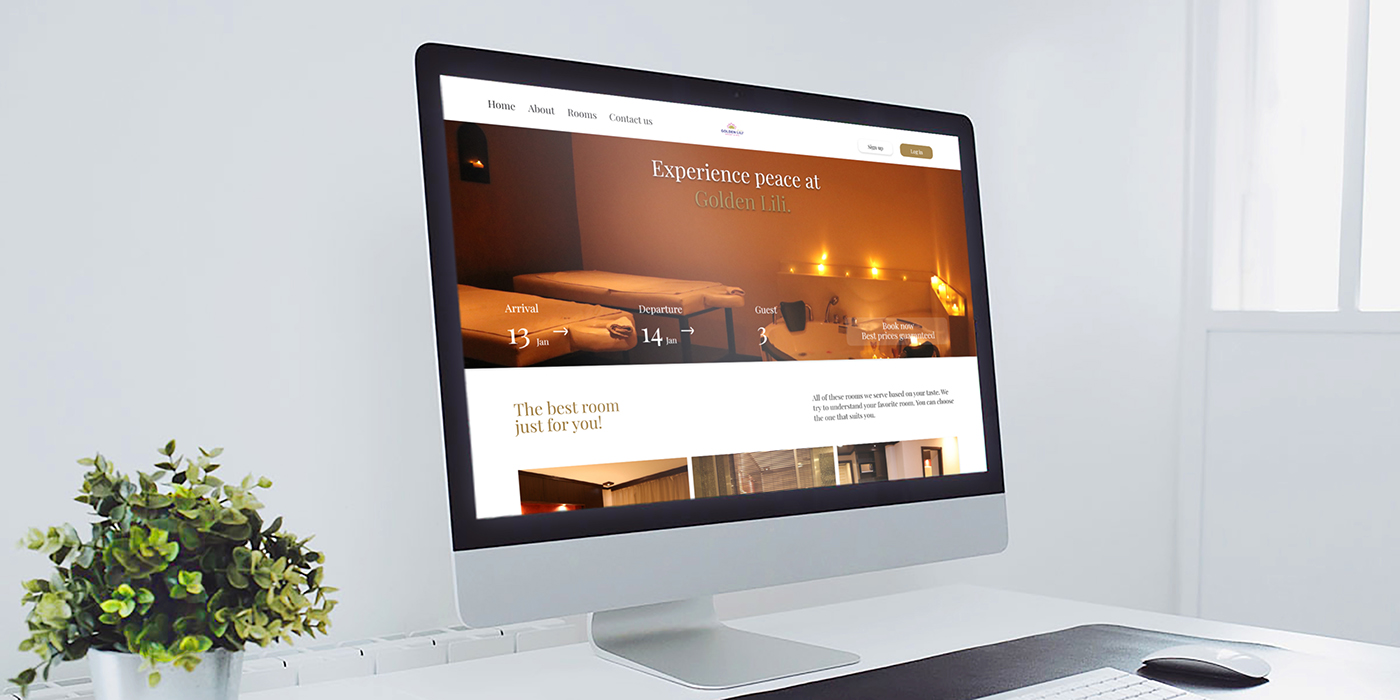 Home About Rooms Contact us
GOLDEN LILI
Sign up Log In
Experience peace at
Golden Lili.
Arrival Departure Guest
13 Jan → 14 Jan → 3
Book now
Best prices guaranteed
The best room
just for you!
All of these rooms we serve based on your taste. We
try to understand your favorite room. You can choose
the one that suits you.